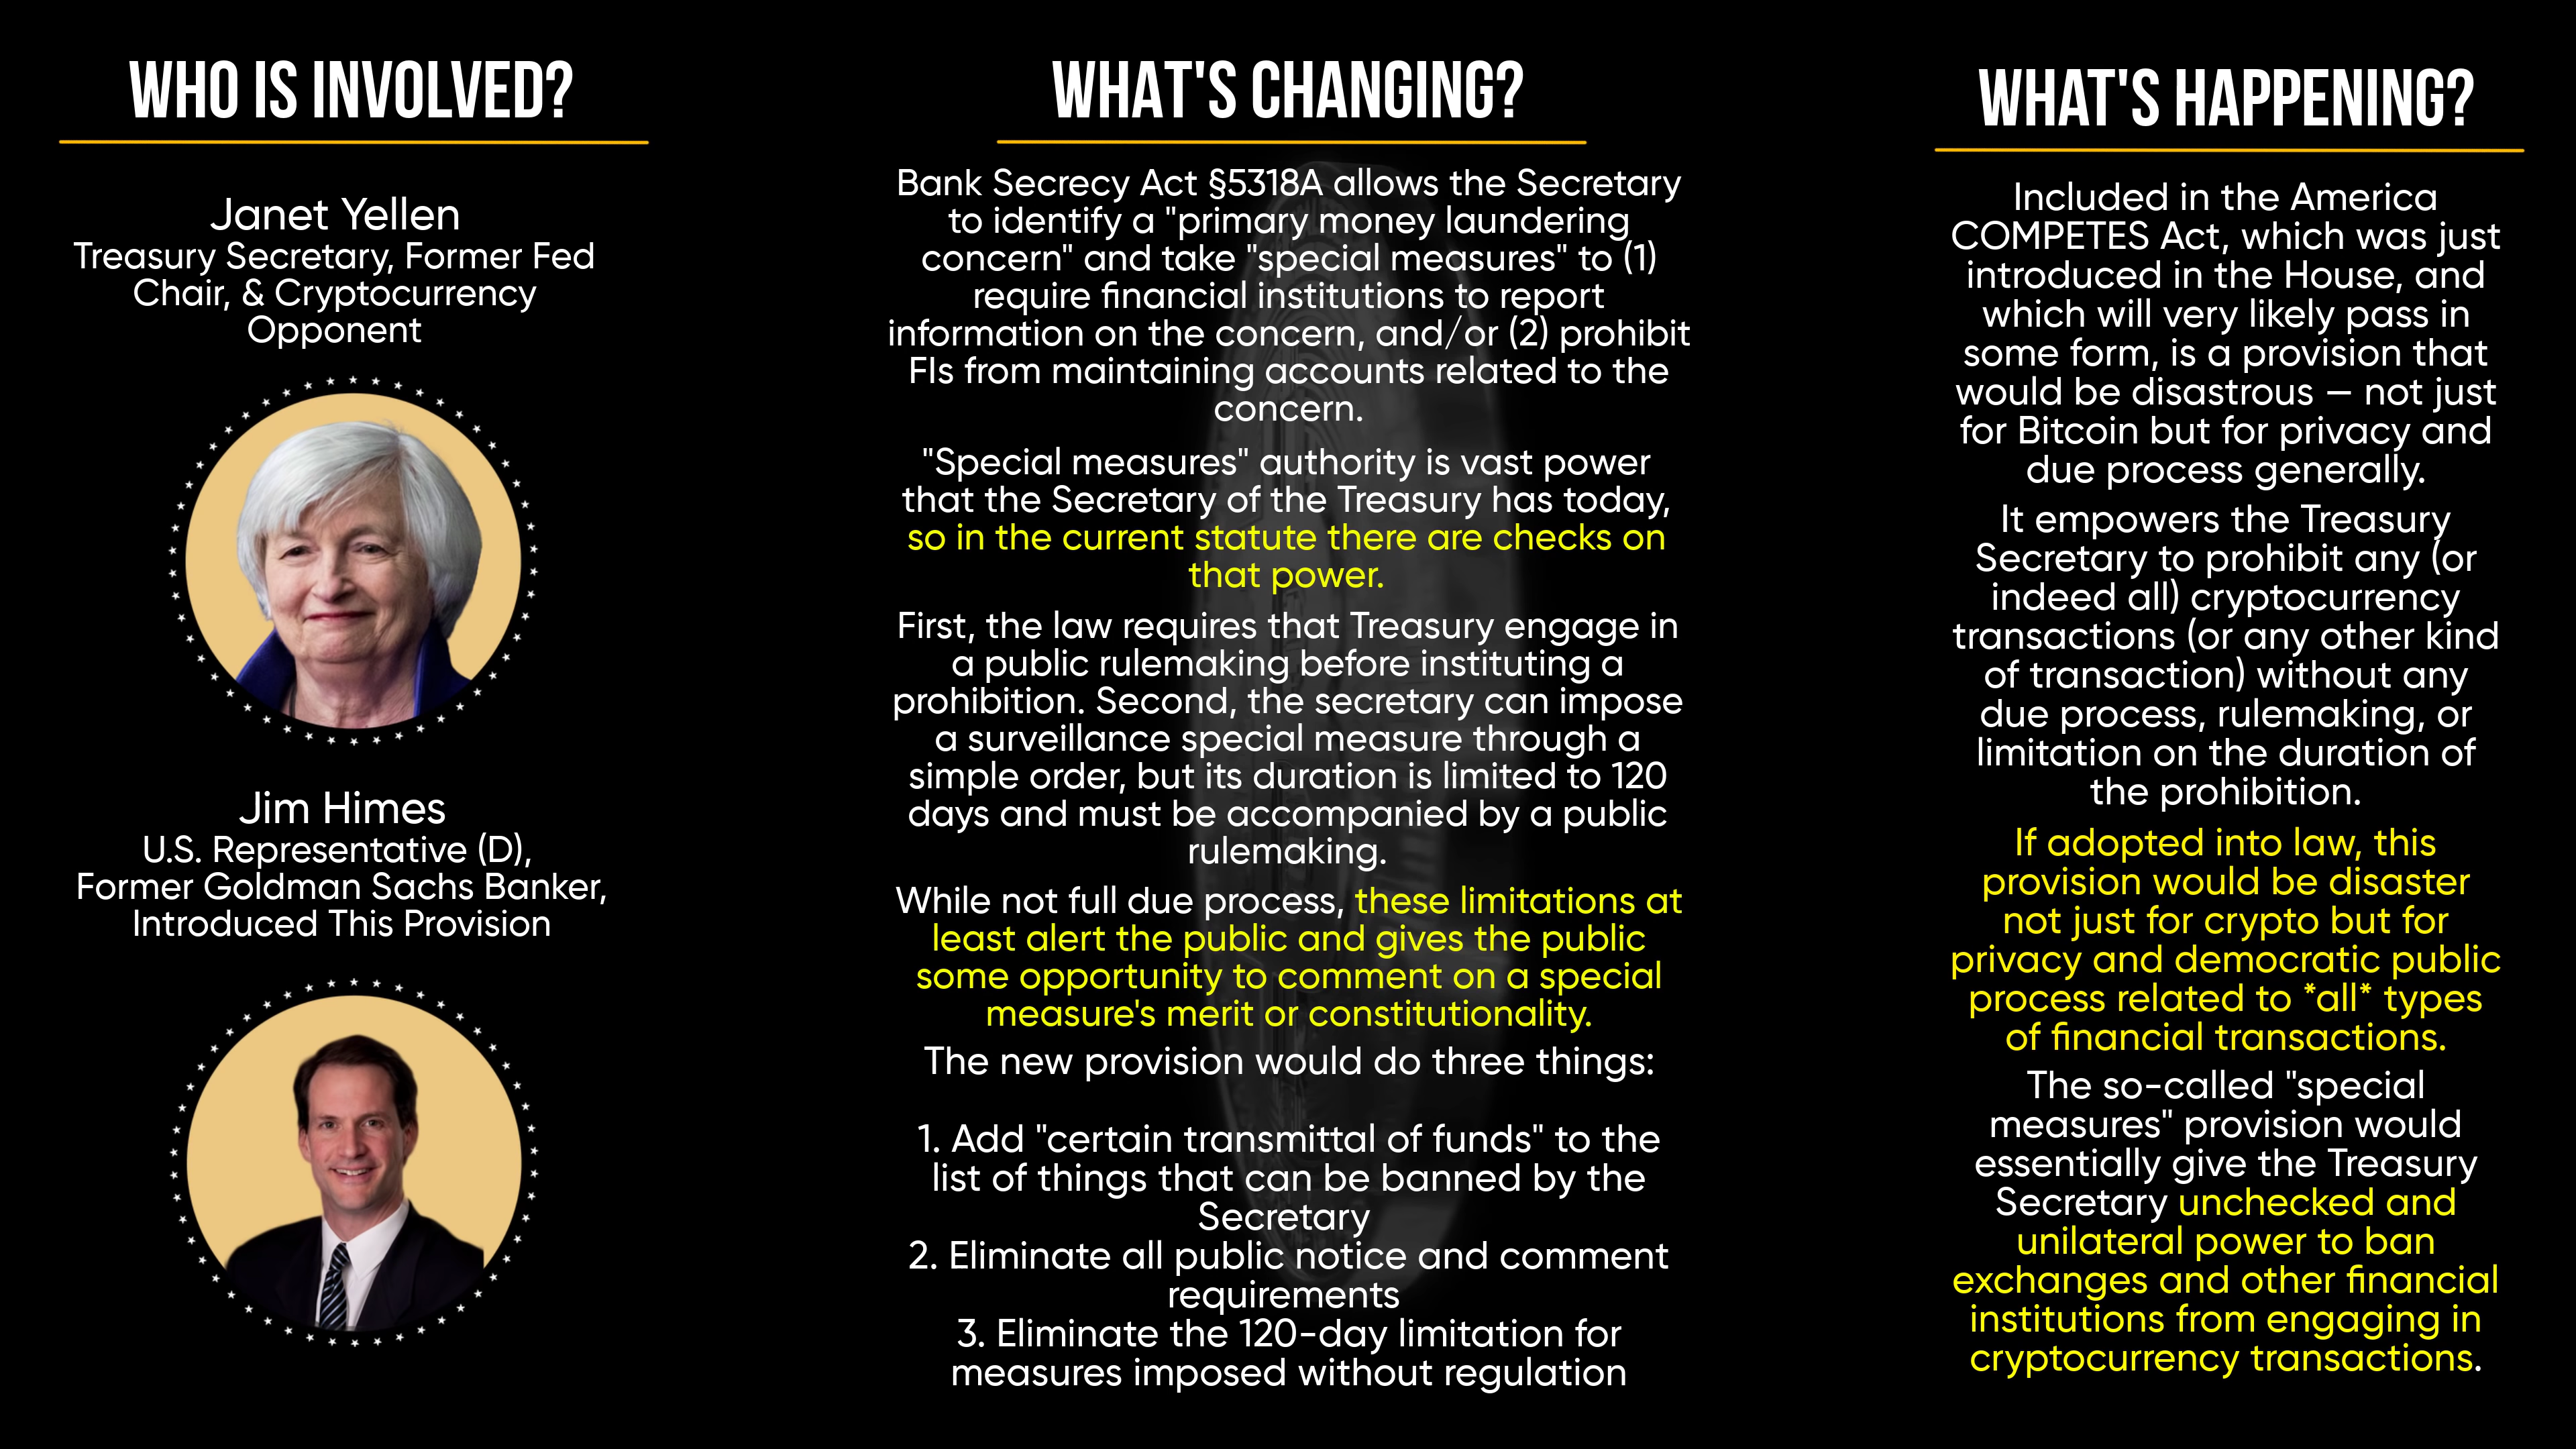 WHO IS INVOLVED?
Janet Yellen
Treasury Secretary, Former Fed
Chair, & Cryptocurrency
Opponent
Jim Himes
U.S. Representative (D),
Former Goldman Sachs Banker,
Introduced This Provision
WHAT'S CHANGING?
Bank Secrecy Act §5318A allows the Secretary
to identify a "primary money laundering
concern" and take "special measures" to (1)
require financial institutions to report
information on the concern, and/or (2) prohibit
FIs from maintaining accounts related to the
concern.
"Special measures" authority is vast power
that the Secretary of the Treasury has today,
so in the current statute there are checks on
that power.
First, the law requires that Treasury engage in
a public rulemaking before instituting a
prohibition. Second, the secretary can impose
a surveillance special measure through a
simple order, but its duration is limited to 120
days and must be accompanied by a public
rulemaking.
While not full due process, these limitations at
least alert the public and gives the public
some opportunity to comment on a special
measure's merit or constitutionality.
The new provision would do three things:
1. Add "certain transmittal of funds" to the
list of things that can be banned by the
Secretary
2. Eliminate all public notice and comment
requirements
3. Eliminate the 120-day limitation for
measures imposed without regulation
WHAT'S HAPPENING?
Included in the America
COMPETES Act, which was just
introduced in the House, and
which will very likely pass in
some form, is a provision that
would be disastrous — not just
for Bitcoin but for privacy and
due process generally.
It empowers the Treasury
Secretary to prohibit any (or
indeed all) cryptocurrency
transactions (or any other kind
of transaction) without any
due process, rulemaking, or
limitation on the duration of
the prohibition.
If adopted into law, this
provision would be disaster
not just for crypto but for
privacy and democratic public
process related to *all* types
of financial transactions.
The so-called "special
measures" provision would
essentially give the Treasury
Secretary unchecked and
unilateral power to ban
exchanges and other financial
institutions from engaging in
cryptocurrency transactions.